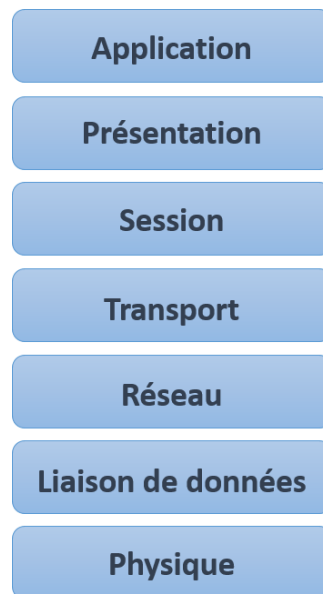 Application
Présentation
Session
Transport
Réseau
Liaison de données
Physique